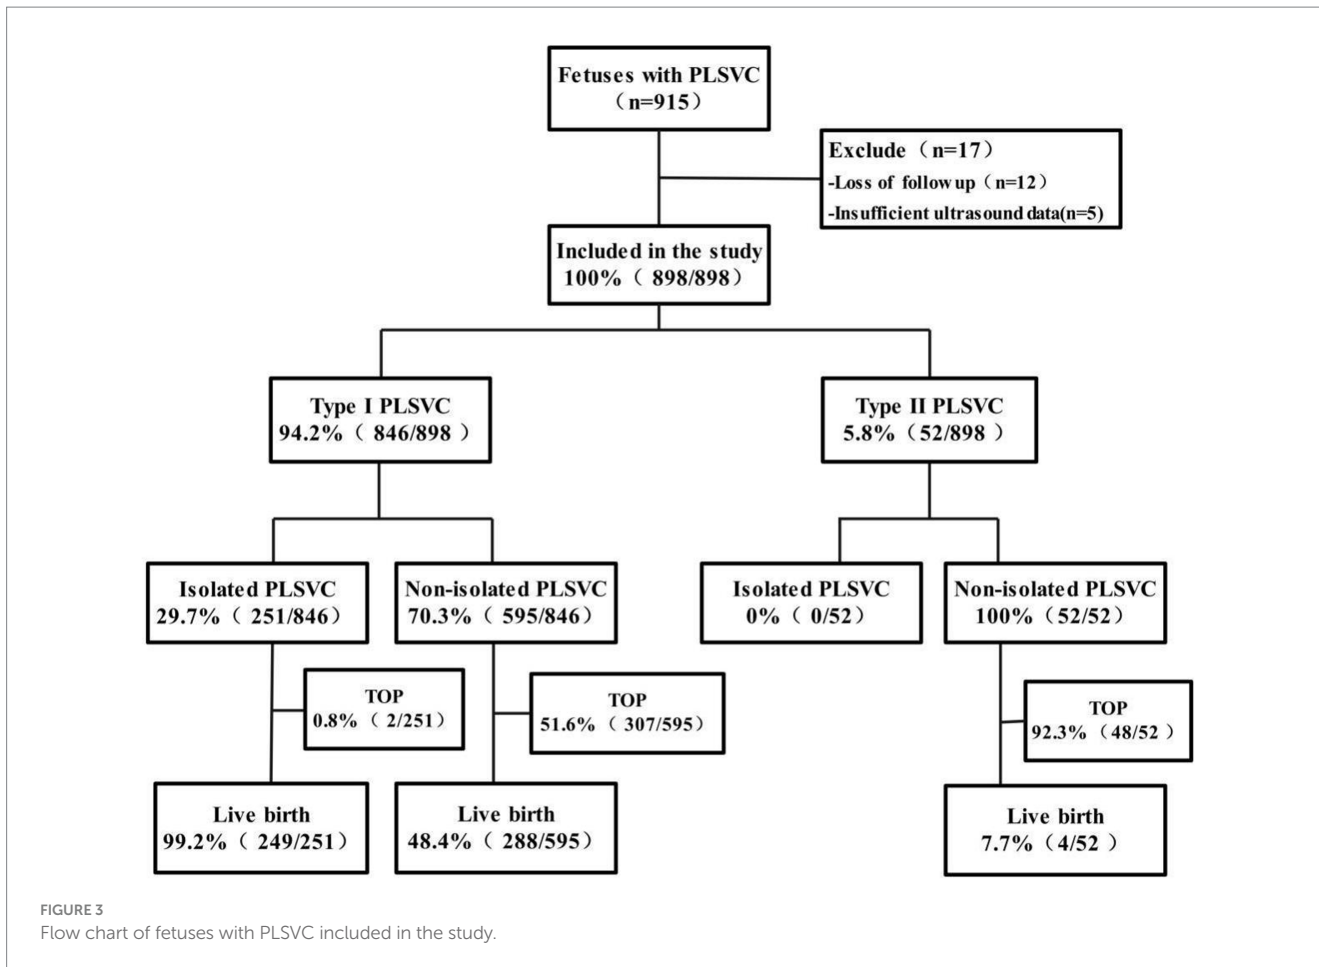 Fetuses with PLSVC
（n=915）
Exclude（n=17）
-Loss of follow up（n=12）
-Insufficient ultrasound data(n=5)
Included in the study
100%（ 898/898）
Type I PLSVC
94.2%（ 846/898 ）
Type II PLSVC
5.8%（52/898 ）
Isolated PLSVC
29.7%（ 251/846）
Non-isolated PLSVC
70.3%（595/846）
Isolated PLSVC
0%（ 0/52）
Non-isolated PLSVC
100%（52/52）
TOP
0.8%（ 2/251）
TOP
51.6%（ 307/595）
TOP
92.3%（48/52 ）
Live birth
99.2%（ 249/251）
Live birth
48.4%（ 288/595）
Live birth
7.7%（4/52 ）
FIGURE 3
Flow chart of fetuses with PLSVC included in the study.